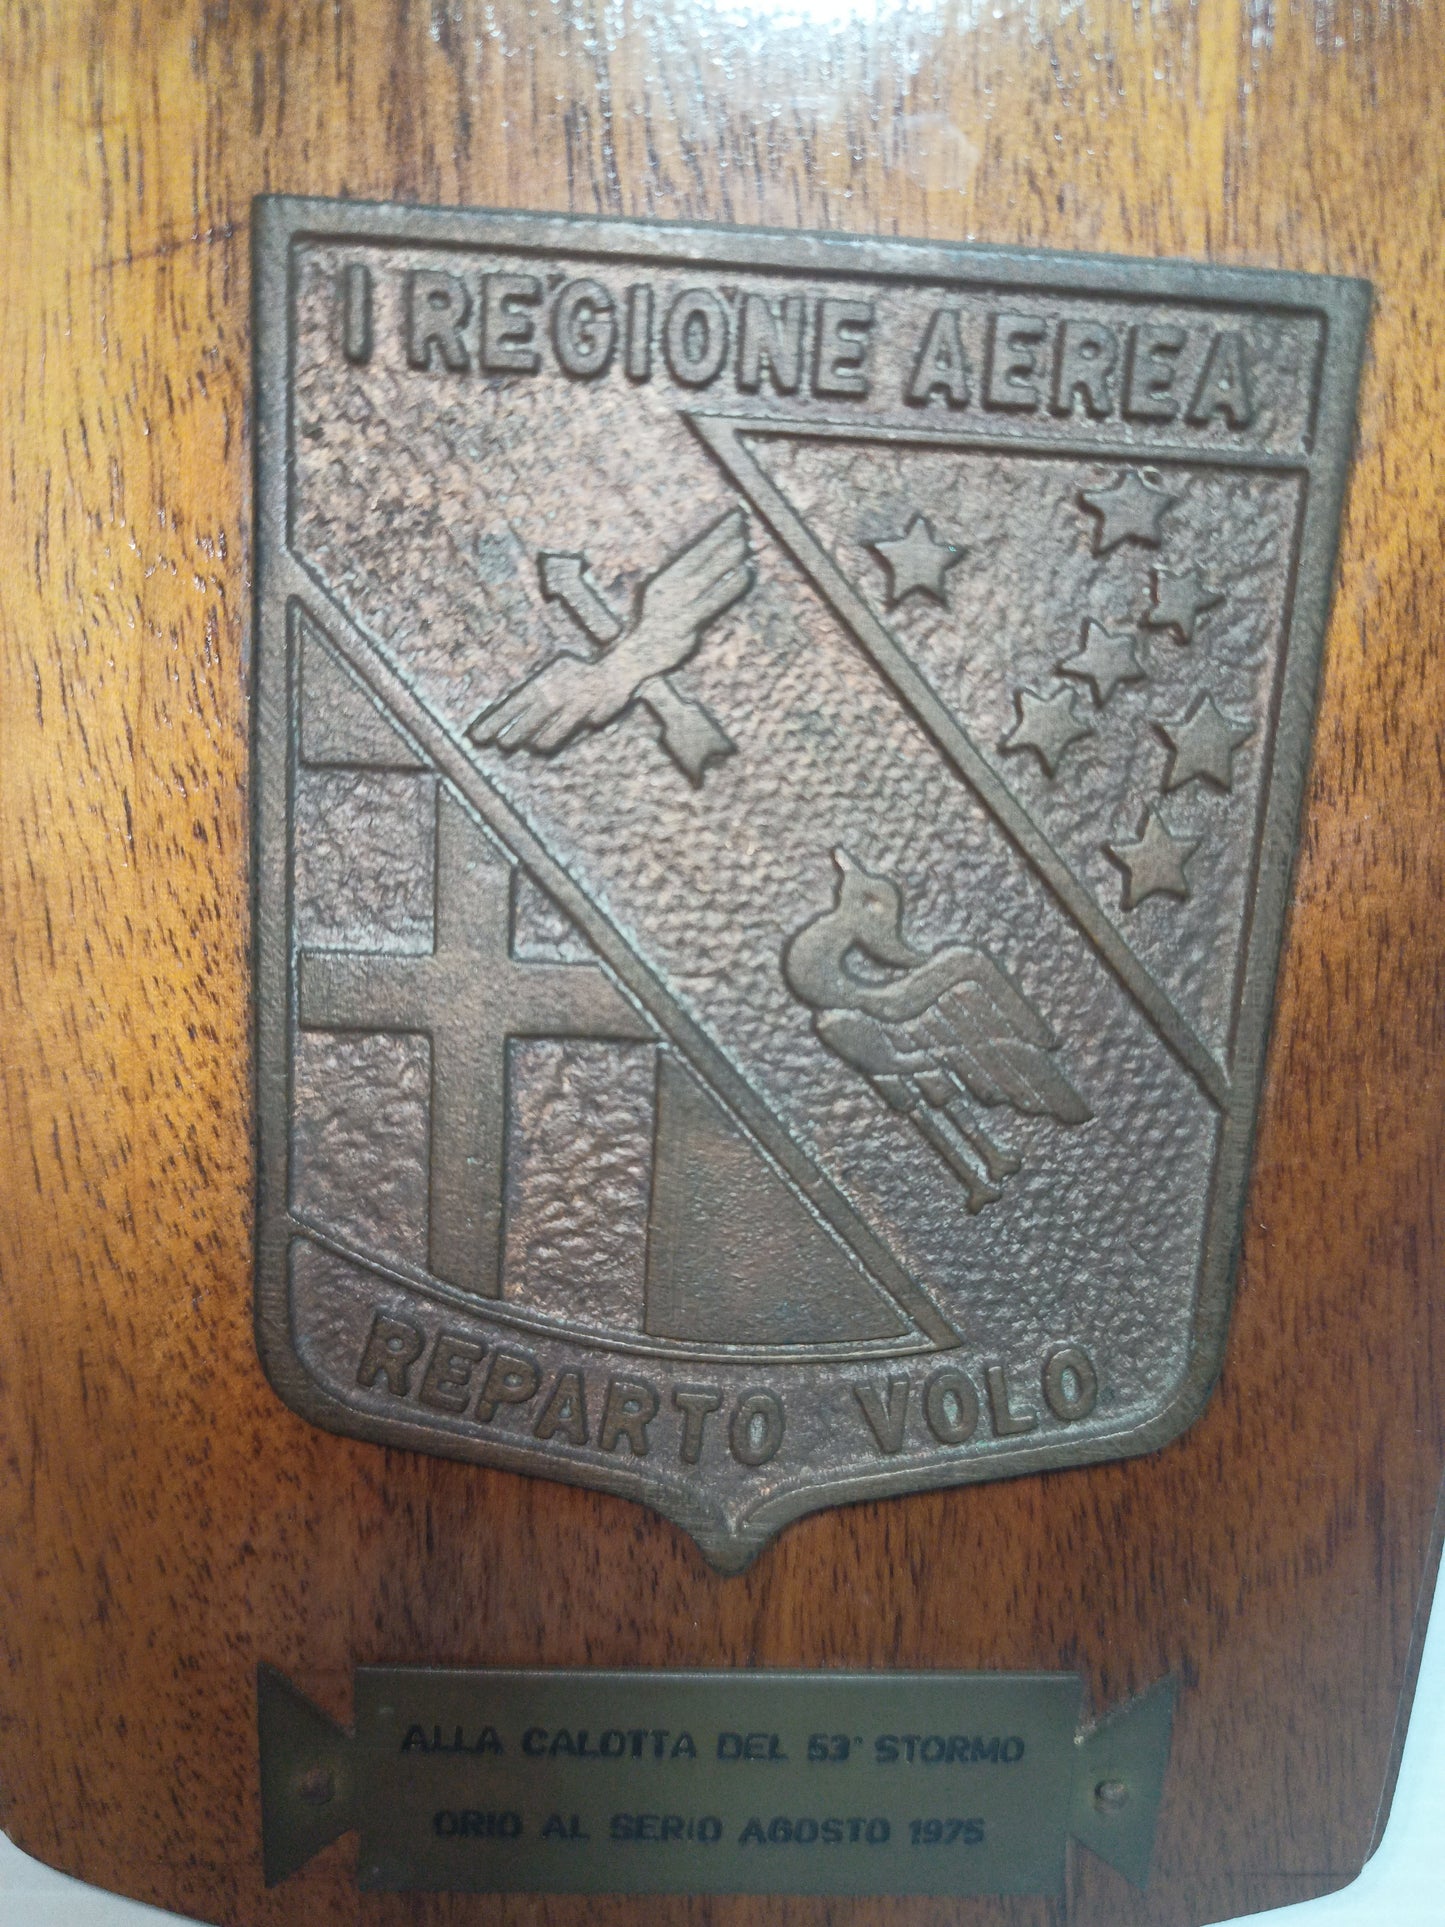 I REGIONE AEREA
REPARTO VOLO
ALLA CALOTTA DEL 53° STORMO
ORIO AL SERIO AGOSTO 1975